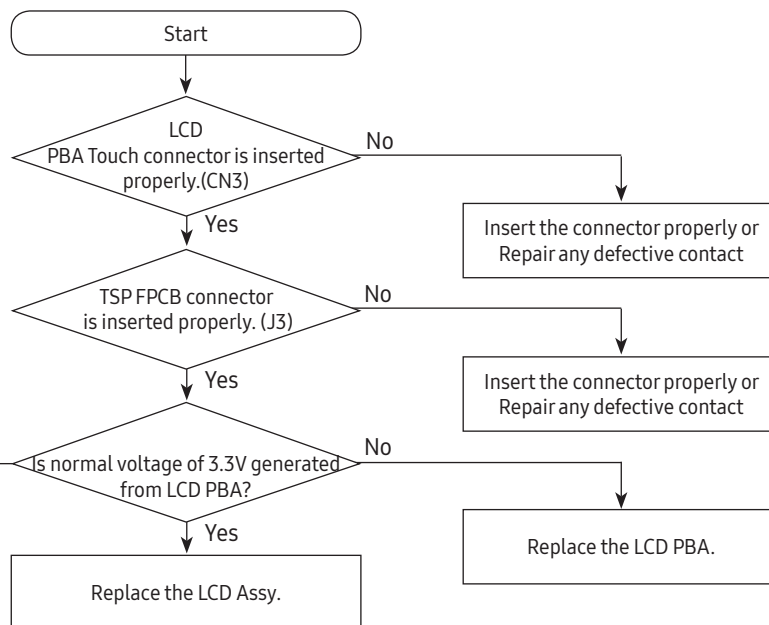 Start
LCD
PBA Touch connector is inserted
properly.(CN3)
No
Yes
Insert the connector properly or
Repair any defective contact
TSP FPCB connector
is inserted properly. (J3)
No
Yes
Insert the connector properly or
Repair any defective contact
Is normal voltage of 3.3V generated
from LCD PBA?
No
Yes
Replace the LCD PBA.
Replace the LCD Assy.